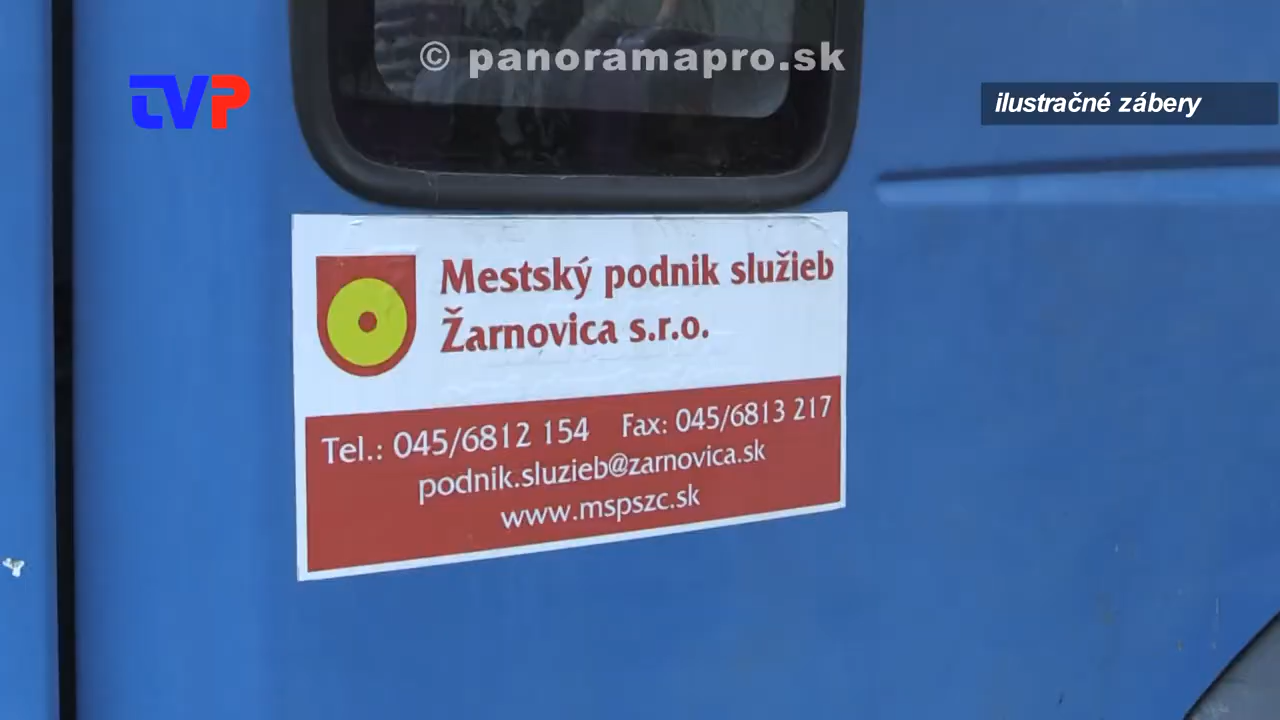 © panoramapro.sk
TVP
ilustračné zábery
Mestský podnik služieb
Žarnovica s.r.o.
Tel.: 045/6812 154 Fax: 045/6813 217
podnik.sluzieb@zarnovica.sk
www.mspszc.sk